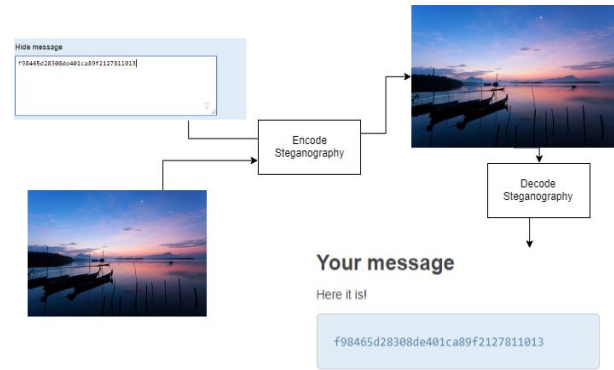 Hide message
f98465d28308de401ca89f2127811013
Encode
Steganography
Decode
Steganography
Your message
Here it is!
f98465d28308de401ca89f2127811013